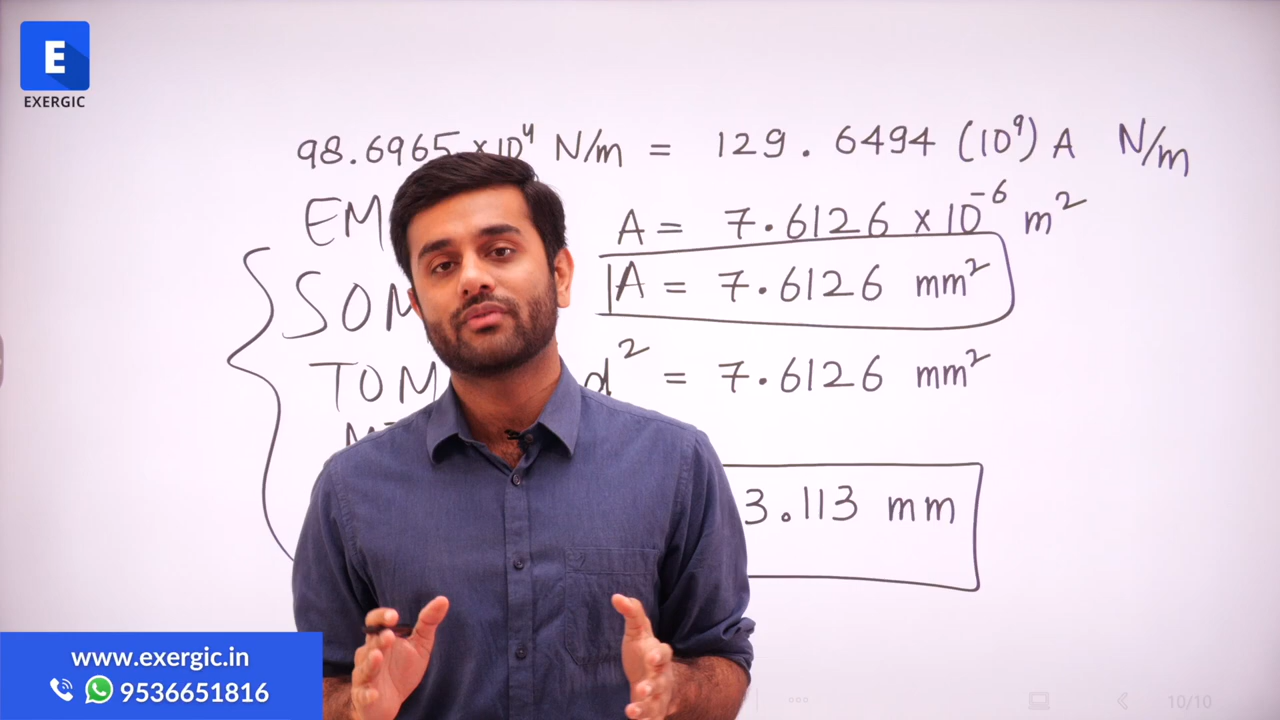 E
EXERGIC
98.6965 ×10⁴ N/m = 129.6494 (10⁹) A N/m
EM
A = 7.6126 ×10⁻⁶ m²
SOM
A = 7.6126 mm²
TOM
d² = 7.6126 mm²
3.113 mm
www.exergic.in
9536651816
10/10